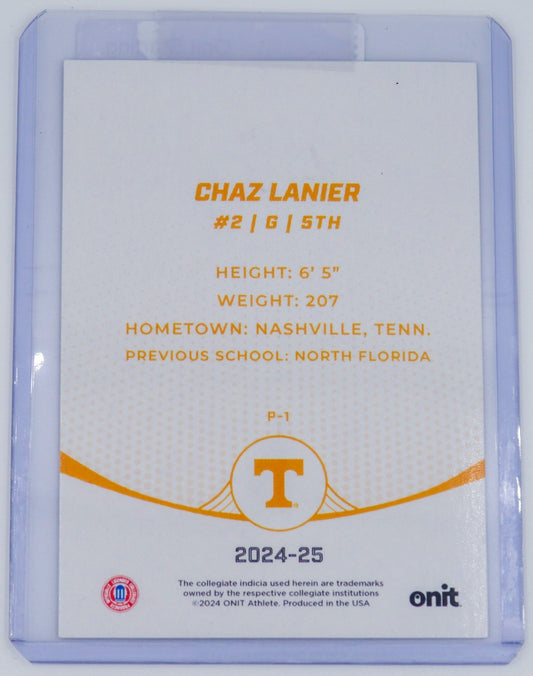 CHAZ LANIER
#2 | G | 5TH
HEIGHT: 6' 5"
WEIGHT: 207
HOMETOWN: NASHVILLE, TENN.
PREVIOUS SCHOOL: NORTH FLORIDA
P-1
T
2024-25
The collegiate indicia used herein are trademarks
owned by the respective collegiate institutions
©2024 ONIT Athlete. Produced in the USA
onit